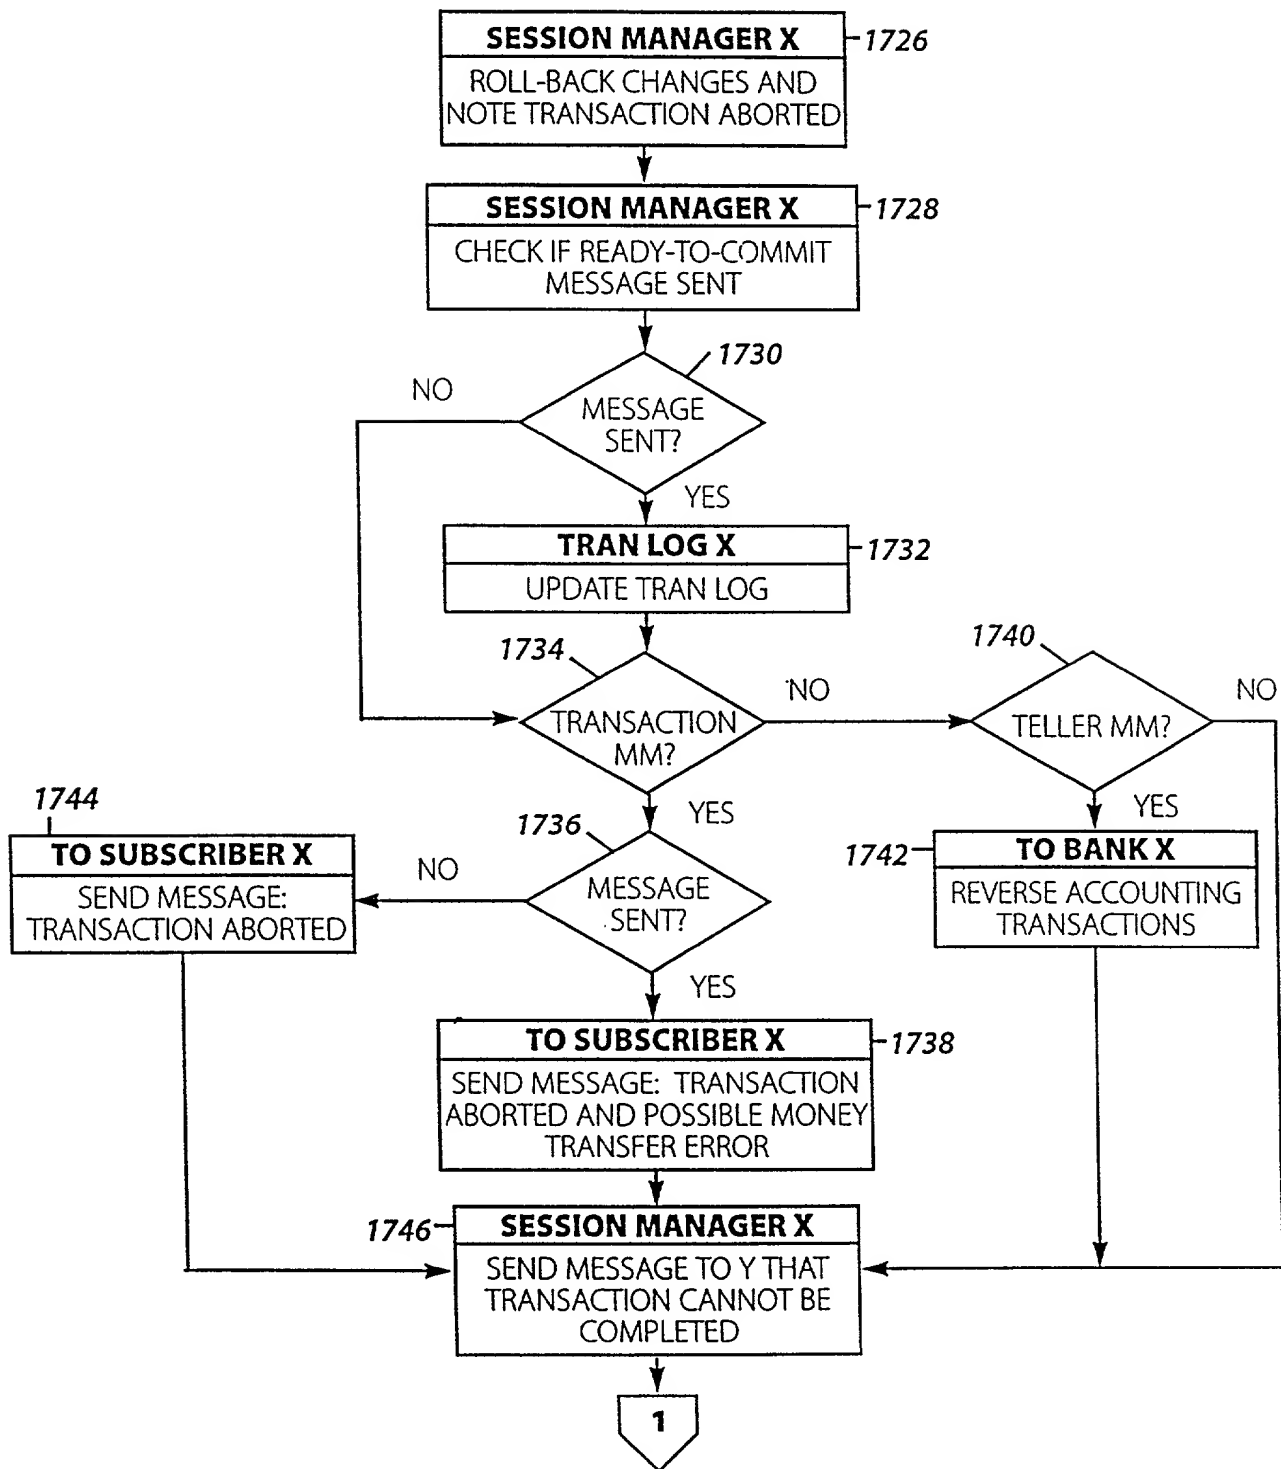 SESSION MANAGER X
1726
ROLL-BACK CHANGES AND
NOTE TRANSACTION ABORTED
SESSION MANAGER X
1728
CHECK IF READY-TO-COMMIT
MESSAGE SENT
1730
NO
MESSAGE
SENT?
YES
TRAN LOG X
1732
UPDATE TRAN LOG
1734
1740
NO
NO
TRANSACTION
MM?
TELLER MM?
1744
YES
YES
1736
TO SUBSCRIBER X
1742
TO BANK X
NO
SEND MESSAGE:
TRANSACTION ABORTED
MESSAGE
SENT?
REVERSE ACCOUNTING
TRANSACTIONS
YES
TO SUBSCRIBER X
1738
SEND MESSAGE: TRANSACTION
ABORTED AND POSSIBLE MONEY
TRANSFER ERROR
1746
SESSION MANAGER X
SEND MESSAGE TO Y THAT
TRANSACTION CANNOT BE
COMPLETED
1